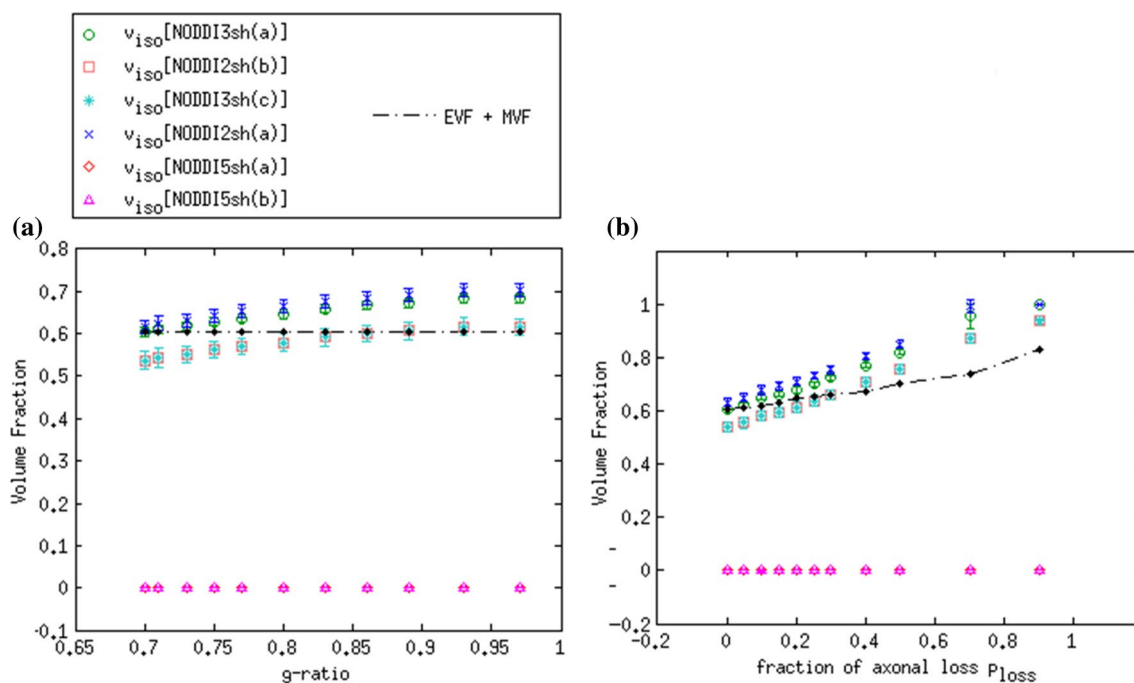 v_iso[NODDI3sh(a)]
v_iso[NODDI2sh(b)]
v_iso[NODDI3sh(c)]
v_iso[NODDI2sh(a)]
v_iso[NODDI5sh(a)]
v_iso[NODDI5sh(b)]
EVF + MVF
(a)
0.8
0.7
0.6
0.5
0.4
0.3
0.2
0.1
0
-0.1
Volume Fraction
0.65 0.7 0.75 0.8 0.85 0.9 0.95 1
g-ratio
(b)
1
0.8
0.6
0.4
0.2
0
-0.2
Volume Fraction
-0.2 0 0.2 0.4 0.6 0.8 1
fraction of axonal loss P_loss